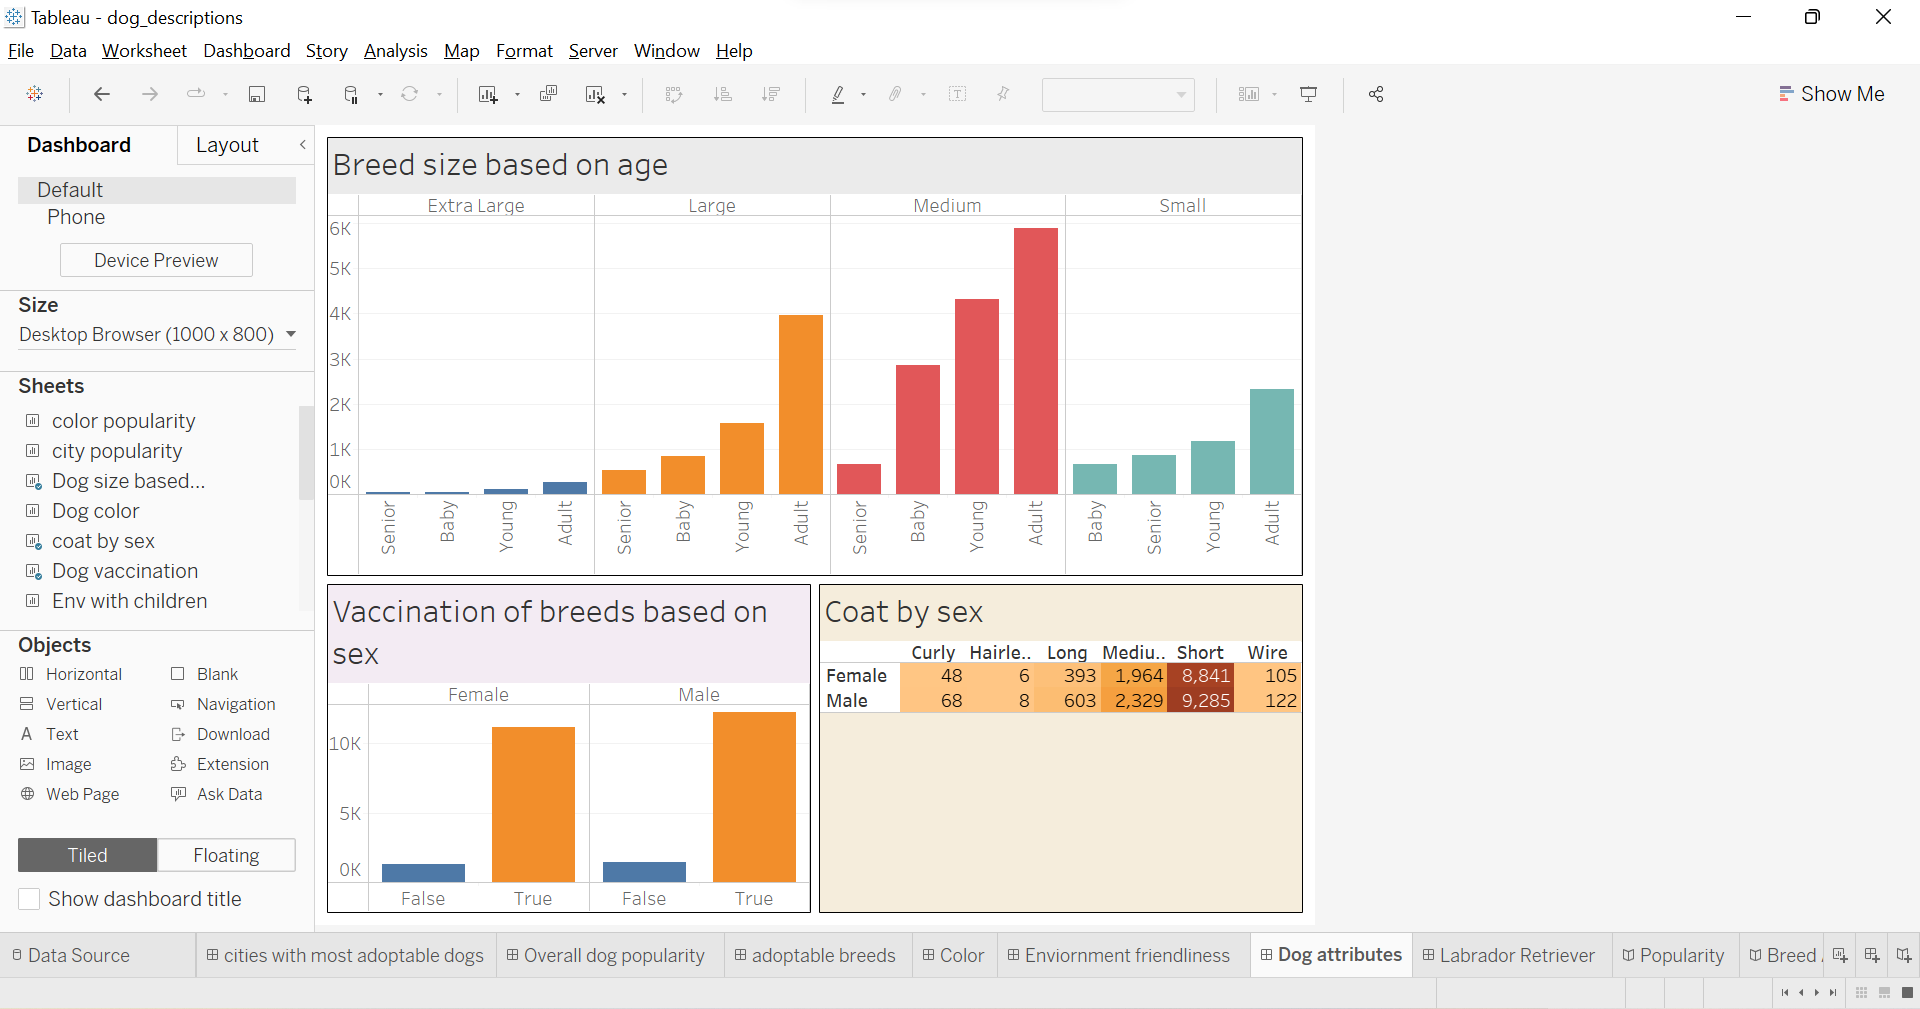 Tableau - dog_descriptions
File Data Worksheet Dashboard Story Analysis Map Format Server Window Help
Show Me
Dashboard Layout
Default
Phone
Device Preview
Size
Desktop Browser (1000 x 800)
Sheets
color popularity
city popularity
Dog size based...
Dog color
coat by sex
Dog vaccination
Env with children
Objects
Horizontal Blank
Vertical Navigation
A Text Download
Image Extension
Web Page Ask Data
Tiled Floating
Show dashboard title
Breed size based on age
Extra Large Large Medium Small
6K
5K
4K
3K
2K
1K
0K
Senior Baby Young Adult Senior Baby Young Adult Senior Baby Young Adult Baby Senior Young Adult
Vaccination of breeds based on
sex
Female Male
10K
5K
0K
False True False True
Coat by sex
Curly Hairle.. Long Mediu.. Short Wire
Female 48 6 393 1,964 8,841 105
Male 68 8 603 2,329 9,285 122
Data Source cities with most adoptable dogs Overall dog popularity adoptable breeds Color Enviornment friendliness Dog attributes Labrador Retriever Popularity Breed